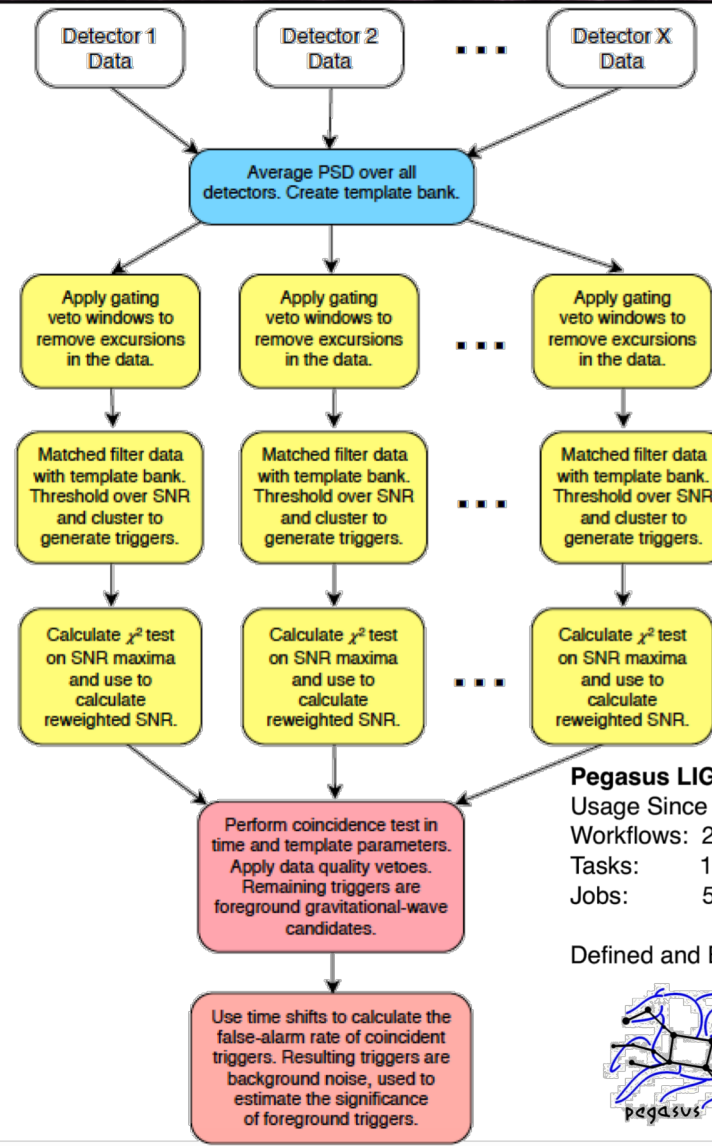 Detector 1
Data
Detector 2
Data
Detector X
Data
Average PSD over all
detectors. Create template bank.
Apply gating
veto windows to
remove excursions
in the data.
Apply gating
veto windows to
remove excursions
in the data.
Apply gating
veto windows to
remove excursions
in the data.
Matched filter data
with template bank.
Threshold over SNR
and cluster to
generate triggers.
Matched filter data
with template bank.
Threshold over SNR
and cluster to
generate triggers.
Matched filter data
with template bank.
Threshold over SNR
and cluster to
generate triggers.
Calculate χ² test
on SNR maxima
and use to
calculate
reweighted SNR.
Calculate χ² test
on SNR maxima
and use to
calculate
reweighted SNR.
Calculate χ² test
on SNR maxima
and use to
calculate
reweighted SNR.
Perform coincidence test in
time and template parameters.
Apply data quality vetoes.
Remaining triggers are
foreground gravitational-wave
candidates.
Use time shifts to calculate the
false-alarm rate of coincident
triggers. Resulting triggers are
background noise, used to
estimate the significance
of foreground triggers.
Pegasus LIG
Usage Since
Workflows: 2
Tasks: 1
Jobs: 5
Defined and
pegasus